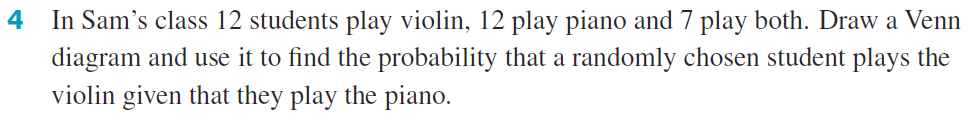 4 In Sam’s class 12 students play violin, 12 play piano and 7 play both. Draw a Venn
diagram and use it to find the probability that a randomly chosen student plays the
violin given that they play the piano.